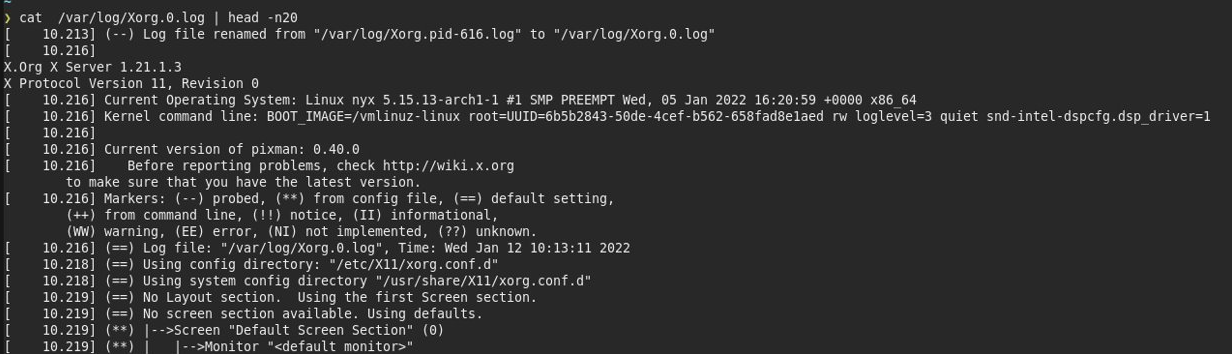 ~
❯ cat  /var/log/Xorg.0.log | head -n20
[    10.213] (--) Log file renamed from "/var/log/Xorg.pid-616.log" to "/var/log/Xorg.0.log"
[    10.216]
X.Org X Server 1.21.1.3
X Protocol Version 11, Revision 0
[    10.216] Current Operating System: Linux nyx 5.15.13-arch1-1 #1 SMP PREEMPT Wed, 05 Jan 2022 16:20:59 +0000 x86_64
[    10.216] Kernel command line: BOOT_IMAGE=/vmlinuz-linux root=UUID=6b5b2843-50de-4cef-b562-658fad8e1aed rw loglevel=3 quiet snd-intel-dspcfg.dsp_driver=1
[    10.216]
[    10.216] Current version of pixman: 0.40.0
[    10.216]    Before reporting problems, check http://wiki.x.org
        to make sure that you have the latest version.
[    10.216] Markers: (--) probed, (**) from config file, (==) default setting,
        (++) from command line, (!!) notice, (II) informational,
        (WW) warning, (EE) error, (NI) not implemented, (??) unknown.
[    10.216] (==) Log file: "/var/log/Xorg.0.log", Time: Wed Jan 12 10:13:11 2022
[    10.218] (==) Using config directory: "/etc/X11/xorg.conf.d"
[    10.218] (==) Using system config directory "/usr/share/X11/xorg.conf.d"
[    10.219] (==) No Layout section.  Using the first Screen section.
[    10.219] (==) No screen section available. Using defaults.
[    10.219] (**) |-->Screen "Default Screen Section" (0)
[    10.219] (**) |   |-->Monitor "<default monitor>"